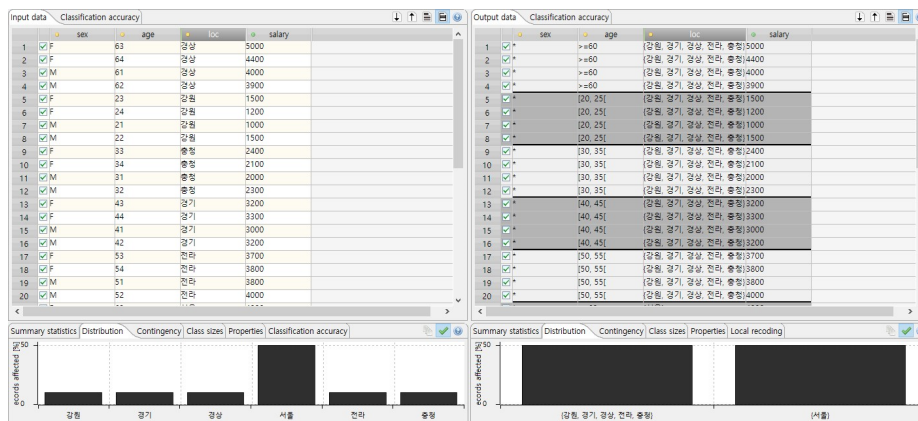 Input data Classification accuracy
sex age loc salary
1 F 63 경상 5000
2 F 64 경상 4400
3 M 61 경상 4000
4 M 62 경상 3900
5 F 23 강원 1500
6 F 24 강원 1200
7 M 21 강원 1000
8 M 22 강원 1500
9 F 33 충청 2400
10 F 34 충청 2100
11 M 31 충청 2000
12 M 32 충청 2300
13 F 43 경기 3200
14 F 44 경기 3300
15 M 41 경기 3000
16 M 42 경기 3200
17 F 53 전라 3700
18 F 54 전라 3800
19 M 51 전라 3800
20 M 52 전라 4000
Summary statistics Distribution Contingency Class sizes Properties Classification accuracy
ecords affected [%]
50
0
강원 경기 경상 서울 전라 충청
Output data Classification accuracy
sex age loc salary
1 * >=60 {강원, 경기, 경상, 전라, 충청} 5000
2 * >=60 {강원, 경기, 경상, 전라, 충청} 4400
3 * >=60 {강원, 경기, 경상, 전라, 충청} 4000
4 * >=60 {강원, 경기, 경상, 전라, 충청} 3900
5 * [20, 25[ {강원, 경기, 경상, 전라, 충청} 1500
6 * [20, 25[ {강원, 경기, 경상, 전라, 충청} 1200
7 * [20, 25[ {강원, 경기, 경상, 전라, 충청} 1000
8 * [20, 25[ {강원, 경기, 경상, 전라, 충청} 1500
9 * [30, 35[ {강원, 경기, 경상, 전라, 충청} 2400
10 * [30, 35[ {강원, 경기, 경상, 전라, 충청} 2100
11 * [30, 35[ {강원, 경기, 경상, 전라, 충청} 2000
12 * [30, 35[ {강원, 경기, 경상, 전라, 충청} 2300
13 * [40, 45[ {강원, 경기, 경상, 전라, 충청} 3200
14 * [40, 45[ {강원, 경기, 경상, 전라, 충청} 3300
15 * [40, 45[ {강원, 경기, 경상, 전라, 충청} 3000
16 * [40, 45[ {강원, 경기, 경상, 전라, 충청} 3200
17 * [50, 55[ {강원, 경기, 경상, 전라, 충청} 3700
18 * [50, 55[ {강원, 경기, 경상, 전라, 충청} 3800
19 * [50, 55[ {강원, 경기, 경상, 전라, 충청} 3800
20 * [50, 55[ {강원, 경기, 경상, 전라, 충청} 4000
Summary statistics Distribution Contingency Class sizes Properties Local recoding
ecords affected [%]
50
0
{강원, 경기, 경상, 전라, 충청} {서울}